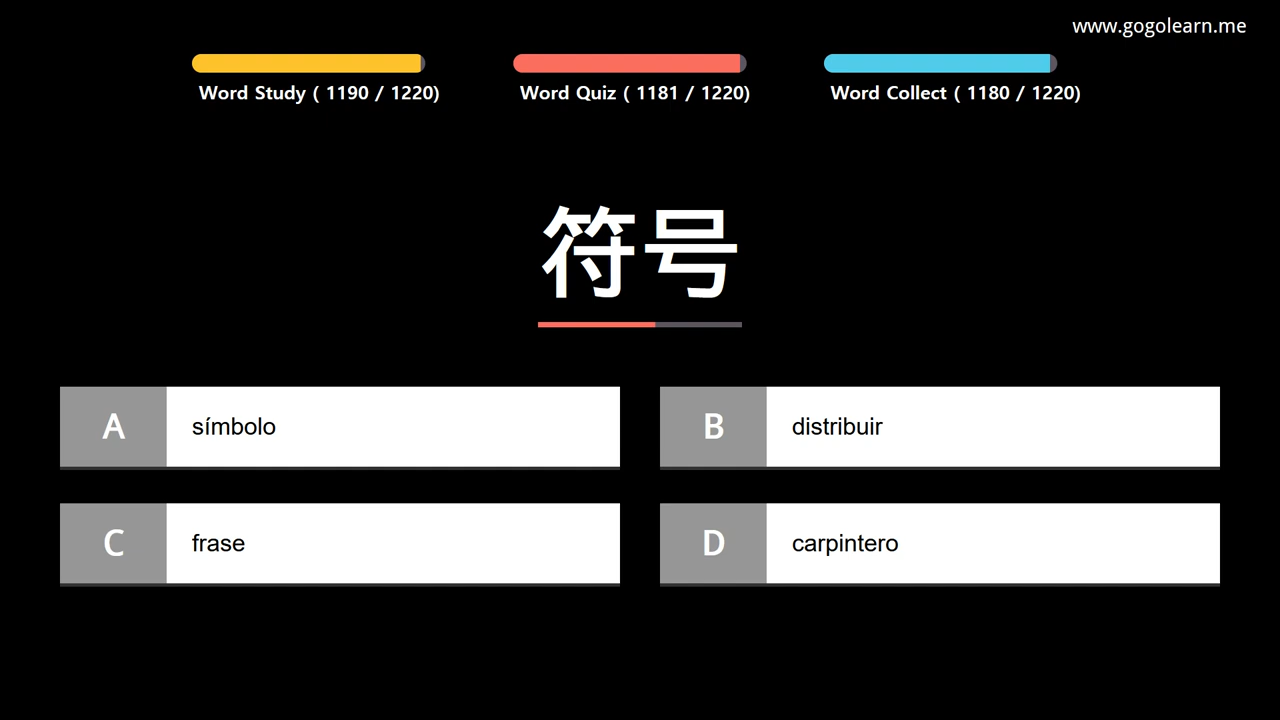 www.gogolearn.me
Word Study ( 1190 / 1220)
Word Quiz ( 1181 / 1220)
Word Collect ( 1180 / 1220)
符号
A símbolo
B distribuir
C frase
D carpintero